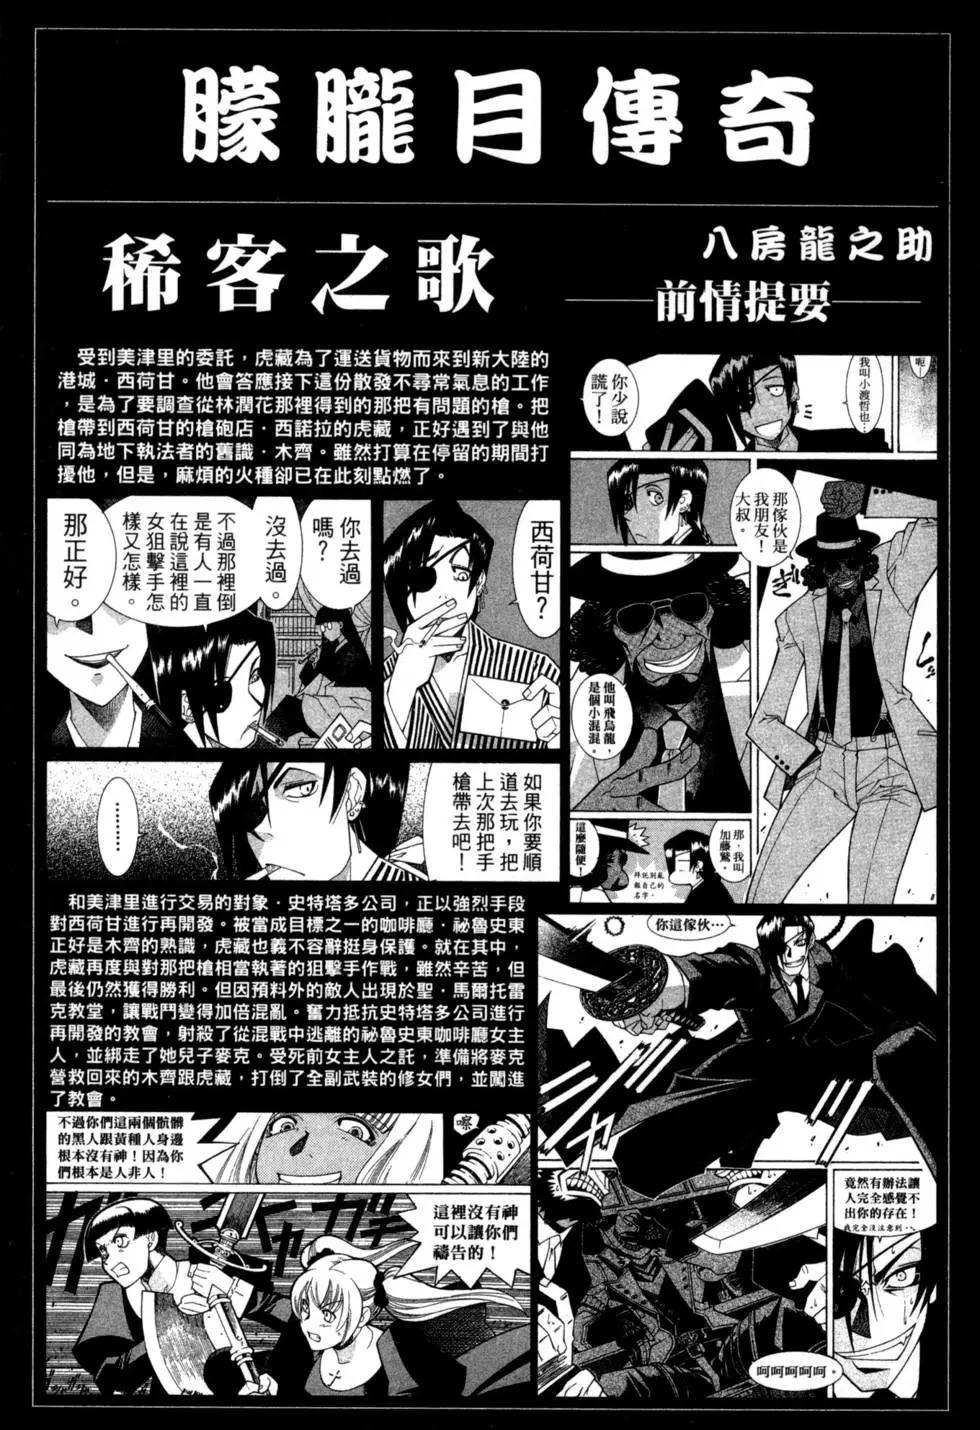 朦朧月傳奇
稀客之歌
八房龍之助
前情提要
受到美津里的委託，虎藏為了運送貨物而來到新大陸的
港城・西荷甘。他會答應接下這份散發不尋常氣息的工作
，是為了要調查從林潤花那裡得到的那把有問題的槍。把
槍帶到西荷甘的槍砲店・西諾拉的虎藏，正好遇到了與他
同為地下執法者的舊識・木齊。雖然打算在停留的期間打
擾他，但是，麻煩的火種卻已在此刻點燃了。
呃!
我叫小渡哲也…
你少說
謊了！
那傢伙是
我朋友！
大叔。
他叫飛鳥龍，
是個小混混。
那，我叫
加藤鷲。
拜託別亂
報自己的
名字。
這麼隨便！
西荷甘？
你去過
嗎？
沒去過
。
不過那裡倒
是有人一直
在說這裡的
女狙擊手怎
樣又怎樣。
那正好。
如果你要順
道去玩，把
上次那把手
槍帶去吧！
………
和美津里進行交易的對象・史特塔多公司，正以強烈手段
對西荷甘進行再開發。被當成目標之一的咖啡廳・祕魯史東
正好是木齊的熟識，虎藏也義不容辭挺身保護。就在其中，
虎藏再度與對那把槍相當執著的狙擊手作戰，雖然辛苦，但
最後仍然獲得勝利。但因預料外的敵人出現於聖・馬爾托雷
克教堂，讓戰鬥變得加倍混亂。奮力抵抗史特塔多公司進行
再開發的教會，射殺了從混戰中逃離的祕魯史東咖啡廳女主
人，並綁走了她兒子麥克。受死前女主人之託，準備將麥克
營救回來的木齊跟虎藏，打倒了全副武裝的修女們，並闖進
了教會。
你這傢伙…
竟然有辦法讓
人完全感覺不
出你的存在！
我完全沒注意到…
呵呵呵呵呵。
不過你們這兩個骯髒
的黑人跟黃種人身邊
根本沒有神！因為你
們根本是人非人！
嚓
這裡沒有神
可以讓你們
禱告的！
ガチャガチャ